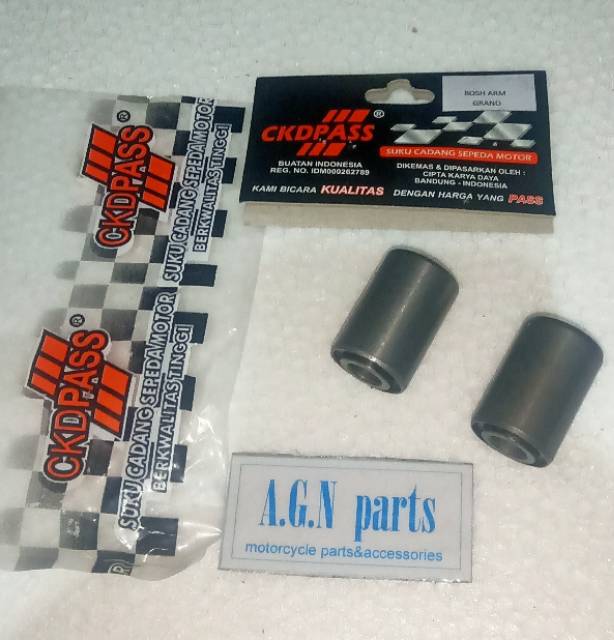 CKDPASS®
SUKU CADANG SEPEDA MOTOR
BERKWALITAS TINGGI
CKDPASS®
SUKU CADANG SEPEDA MOTOR
BERKWALITAS TINGGI
BOSH ARM
GRAND
CKDPASS®
SUKU CADANG SEPEDA MOTOR
BUATAN INDONESIA
REG. NO. IDM000262789
DIKEMAS & DIPASARKAN OLEH :
CIPTA KARYA DAYA
BANDUNG - INDONESIA
KAMI BICARA KUALITAS DENGAN HARGA YANG PASS
A.G.N parts
motorcycle parts&accessories